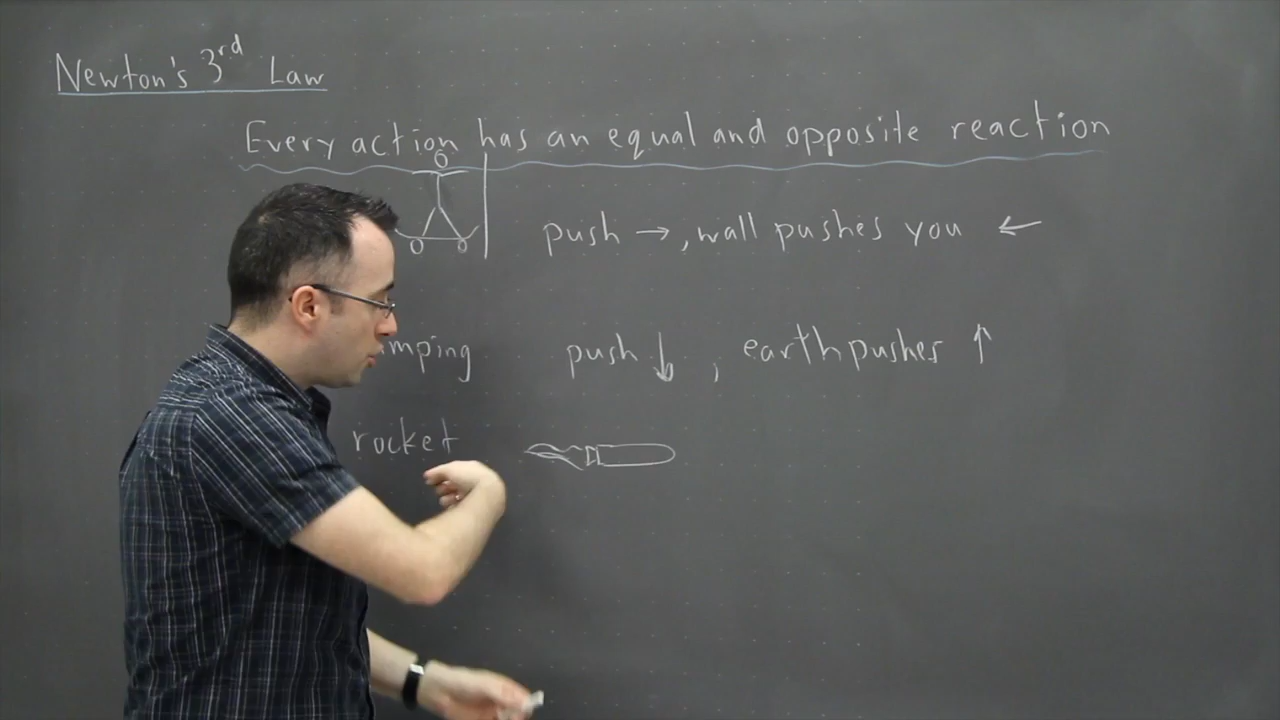 Newton's 3rd Law
Every action has an equal and opposite reaction
push →, wall pushes you ←
push ↓, earth pushes ↑
rocket